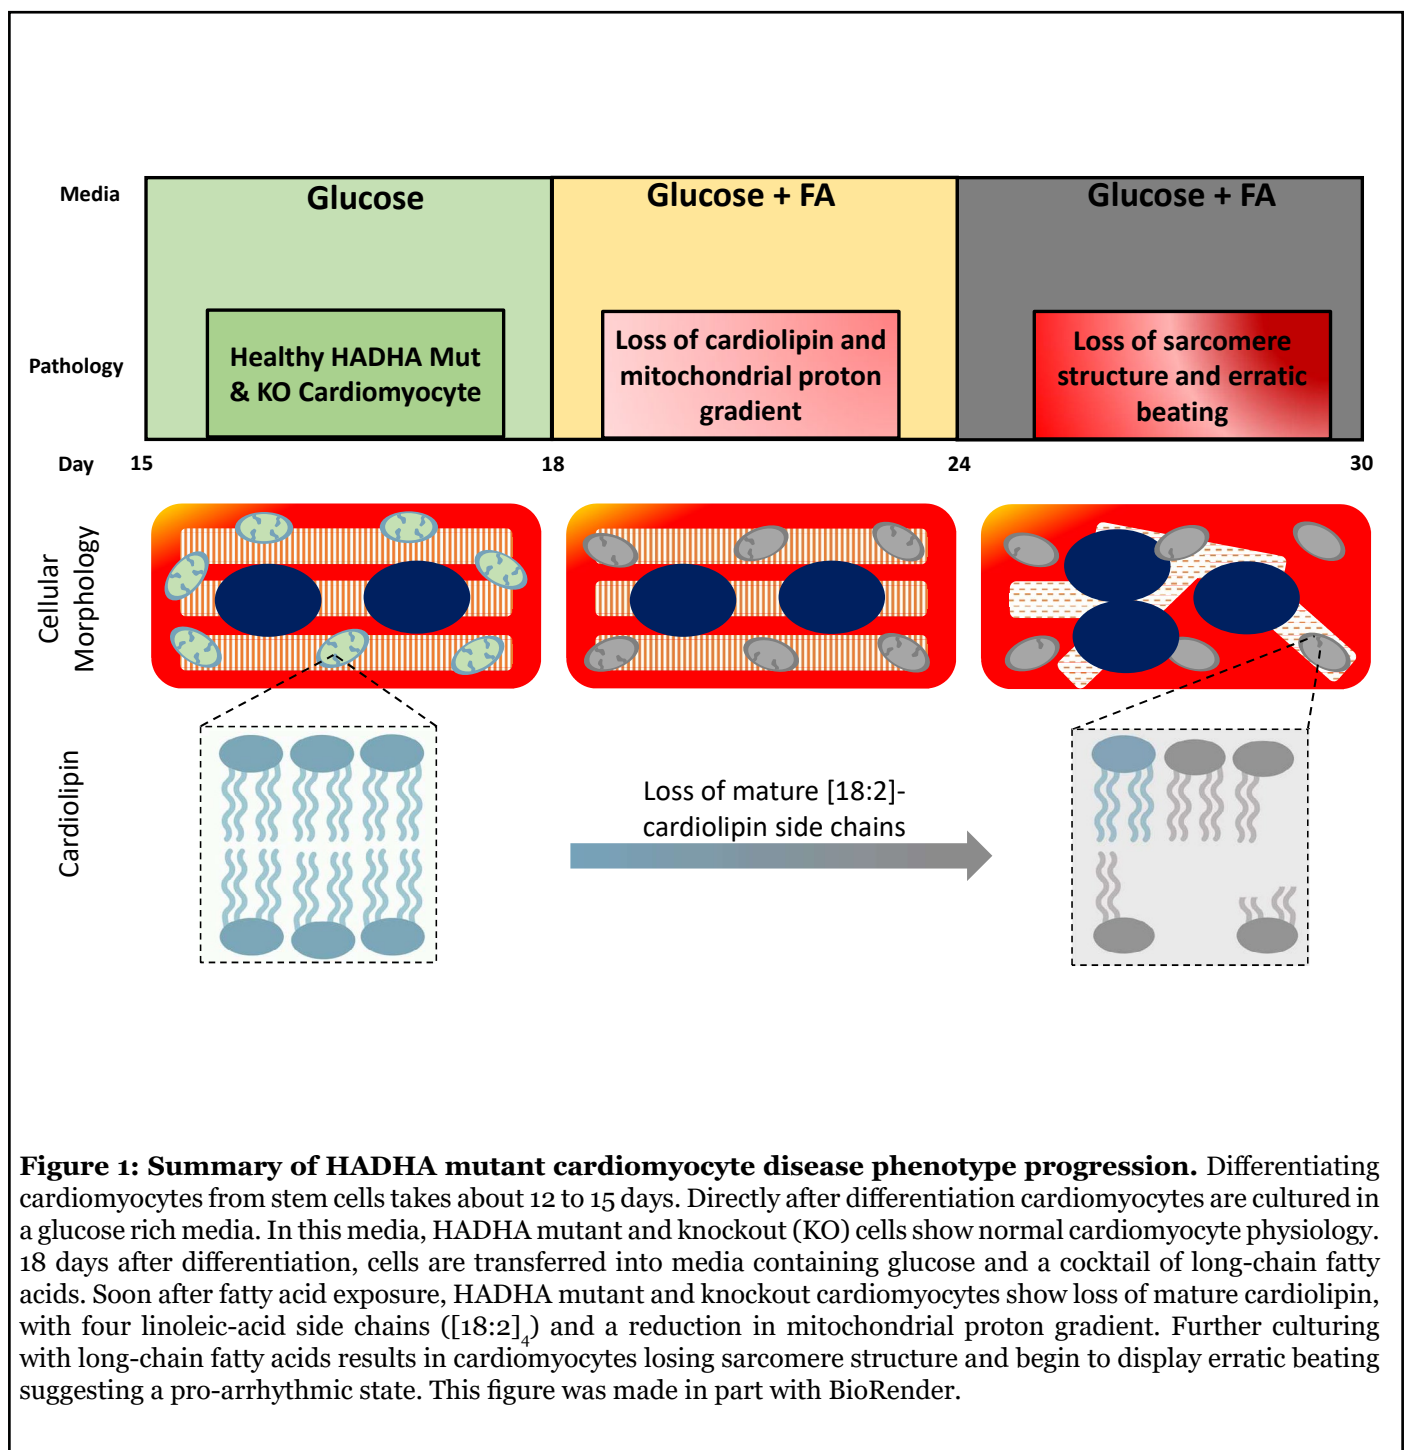 Media
Glucose
Glucose + FA
Glucose + FA
Pathology
Healthy HADHA Mut
& KO Cardiomyocyte
Loss of cardiolipin and
mitochondrial proton
gradient
Loss of sarcomere
structure and erratic
beating
Day
15
18
24
30
Cellular
Morphology
Cardiolipin
Loss of mature [18:2]-
cardiolipin side chains
Figure 1: Summary of HADHA mutant cardiomyocyte disease phenotype progression. Differentiating
cardiomyocytes from stem cells takes about 12 to 15 days. Directly after differentiation cardiomyocytes are cultured in
a glucose rich media. In this media, HADHA mutant and knockout (KO) cells show normal cardiomyocyte physiology.
18 days after differentiation, cells are transferred into media containing glucose and a cocktail of long-chain fatty
acids. Soon after fatty acid exposure, HADHA mutant and knockout cardiomyocytes show loss of mature cardiolipin,
with four linoleic-acid side chains ([18:2]₄) and a reduction in mitochondrial proton gradient. Further culturing
with long-chain fatty acids results in cardiomyocytes losing sarcomere structure and begin to display erratic beating
suggesting a pro-arrhythmic state. This figure was made in part with BioRender.